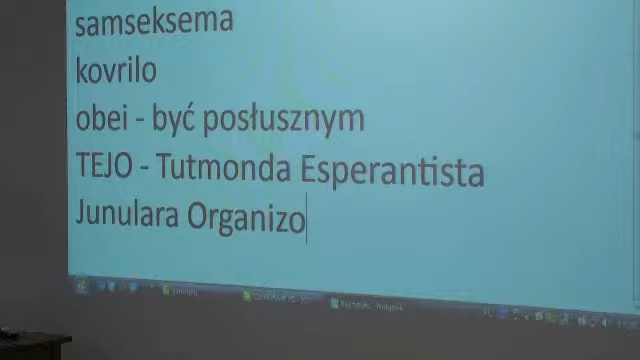 samseksema
kovrilo
obei - być posłusznym
TEJO - Tutmonda Esperantista
Junulara Organizo